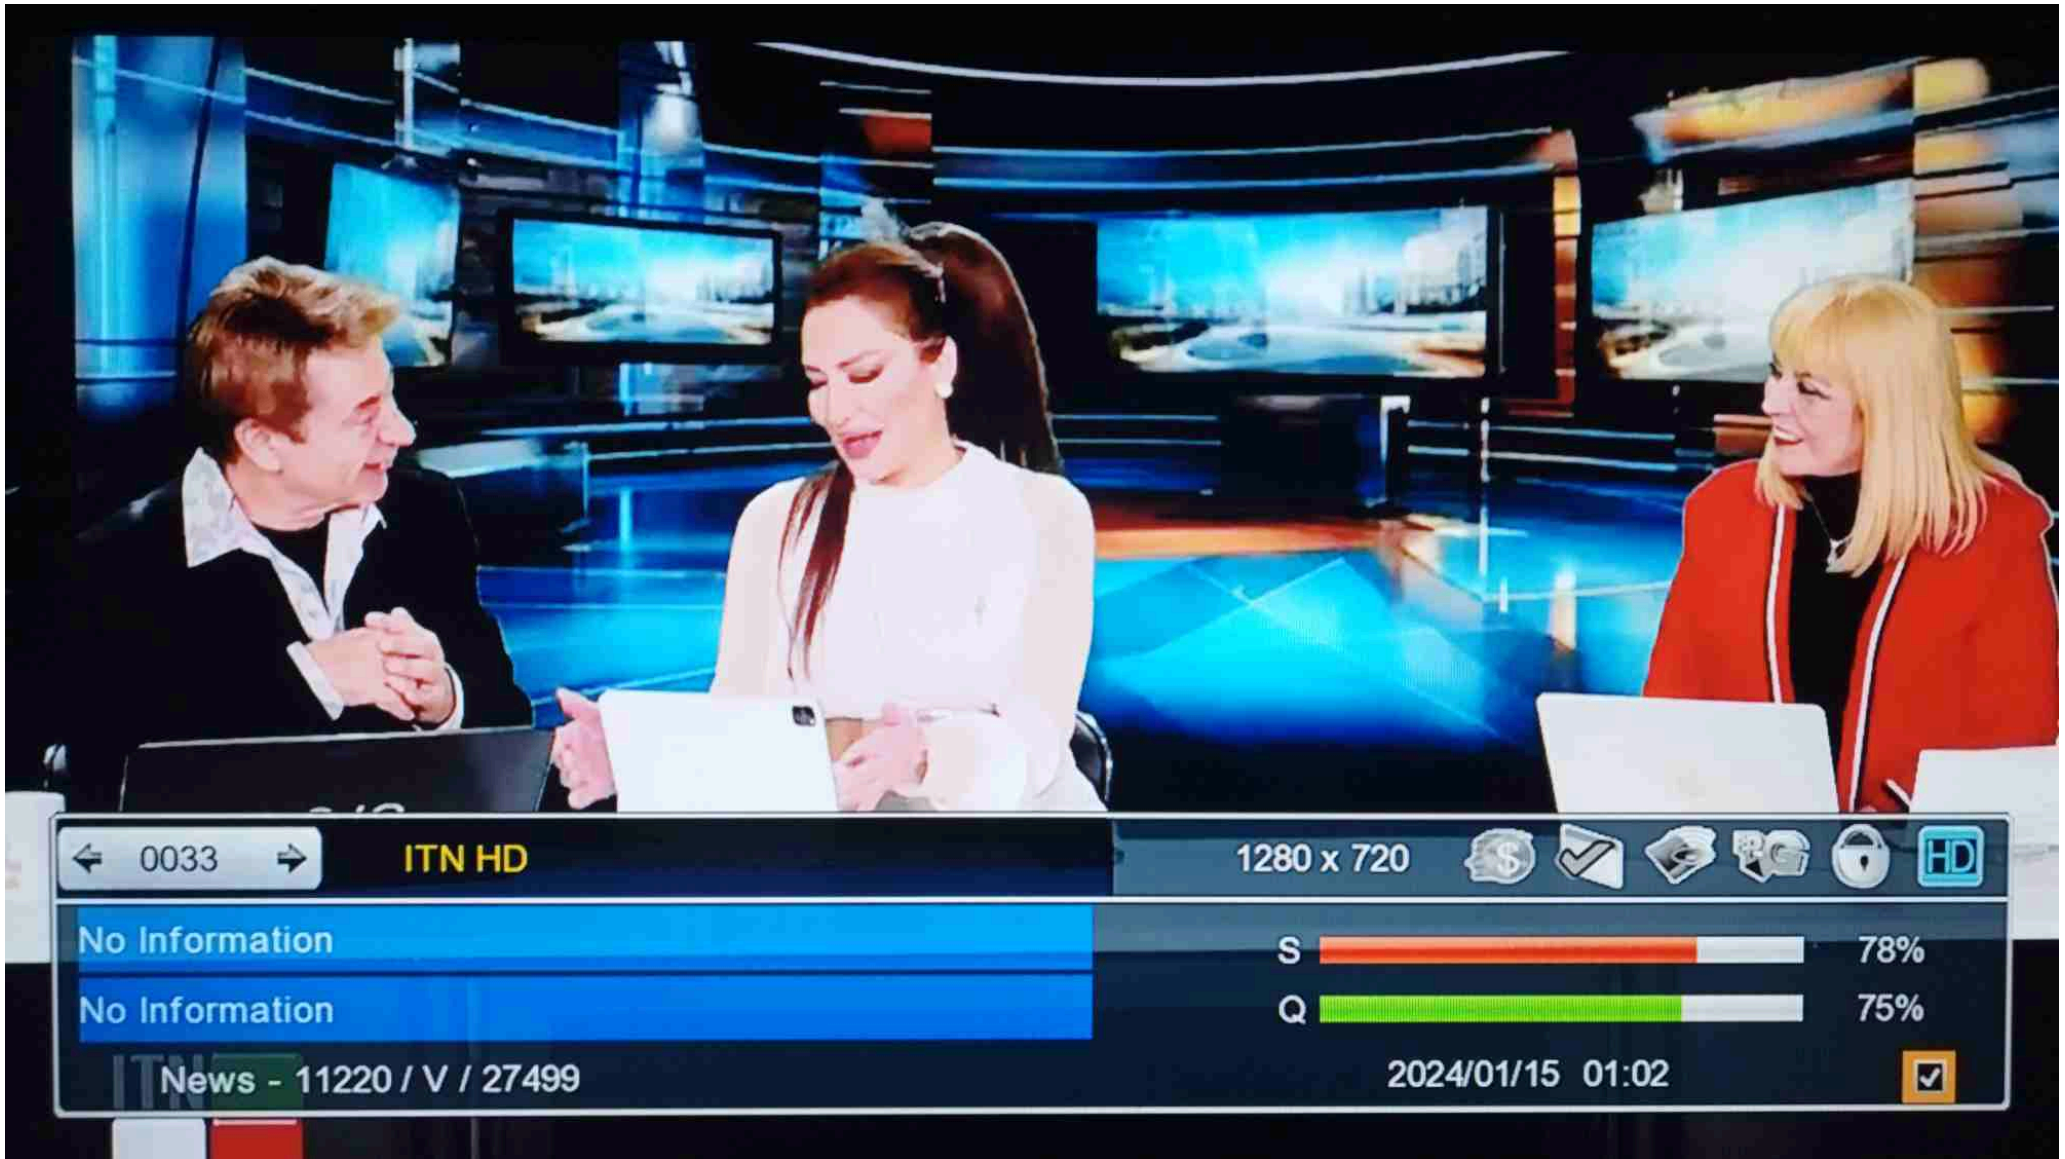 0033
ITN HD
1280 x 720
HD
No Information
S
78%
No Information
Q
75%
ITN
News - 11220 / V / 27499
2024/01/15 01:02